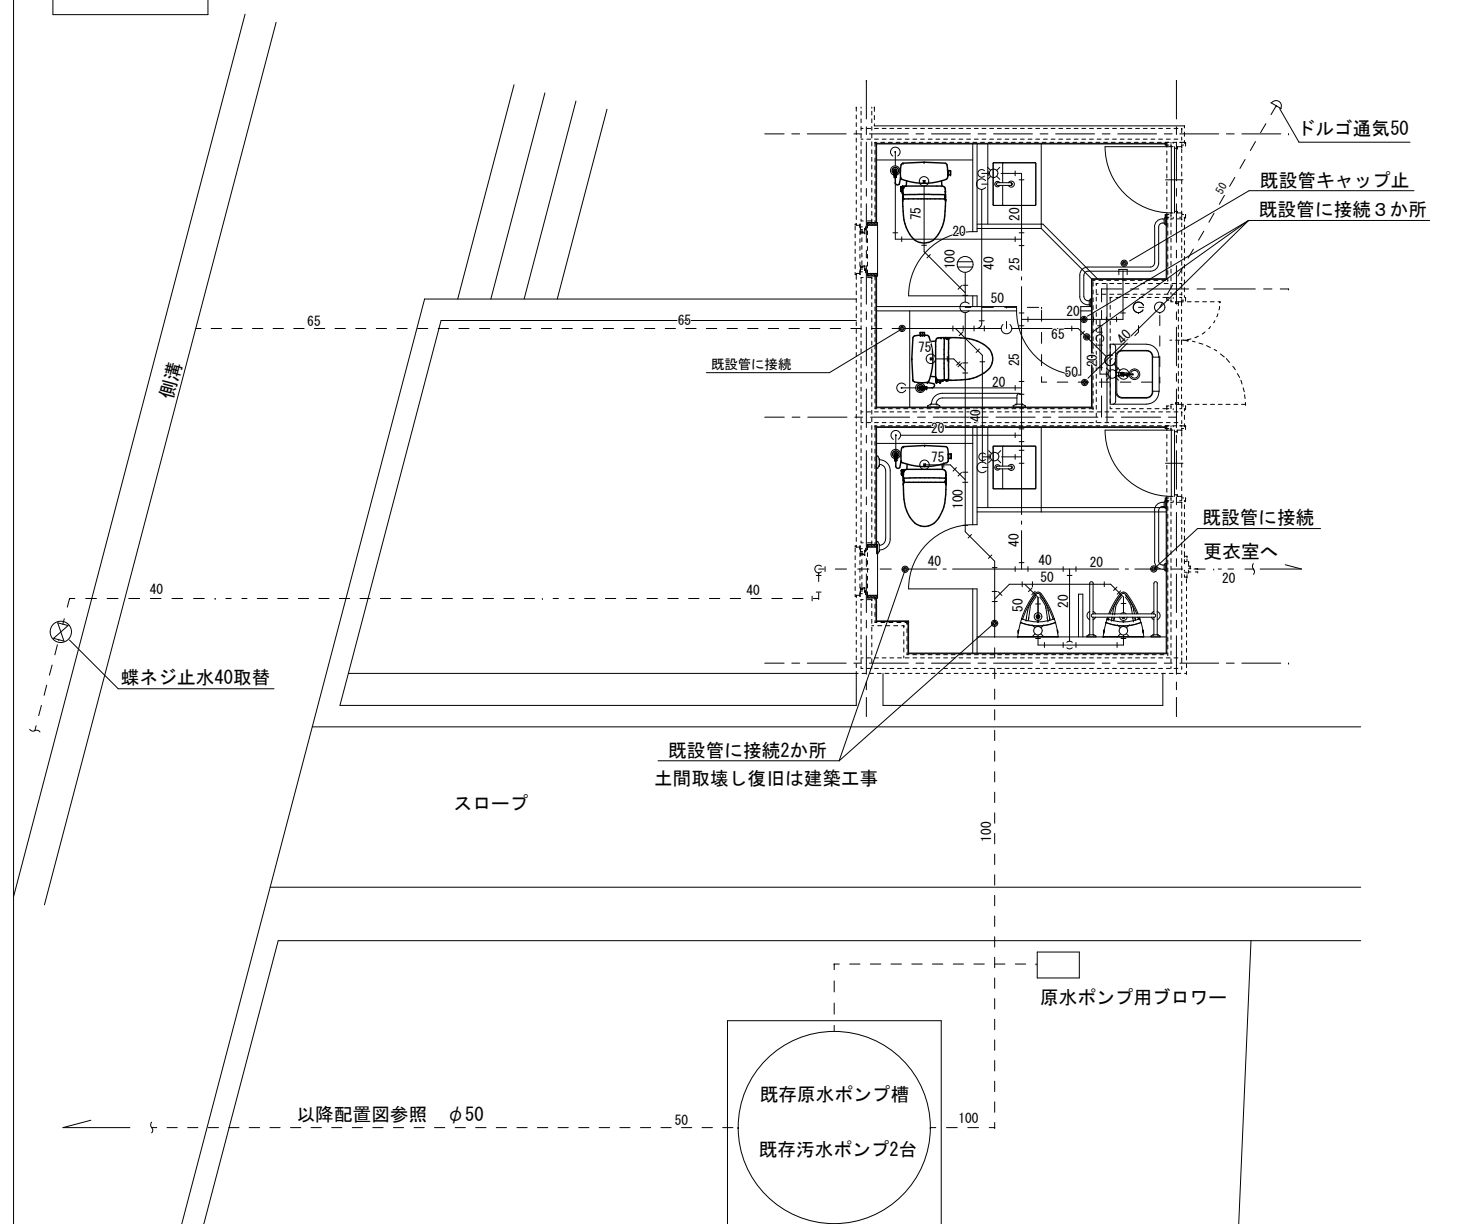 ドルゴ通気50
既設管キャップ止
既設管に接続3か所
50
75
20
20
100
40
25
50
20
65
40
65
65
既設管に接続
側溝
75
25
20
50
20
40
20
75
100
既設管に接続
更衣室へ
20
40
40
40
20
50
50
20
40
40
蝶ネジ止水40取替
既設管に接続2か所
土間取壊し復旧は建築工事
スロープ
100
原水ポンプ用ブロワー
既存原水ポンプ槽
以降配置図参照 φ50
50
100
既存汚水ポンプ2台